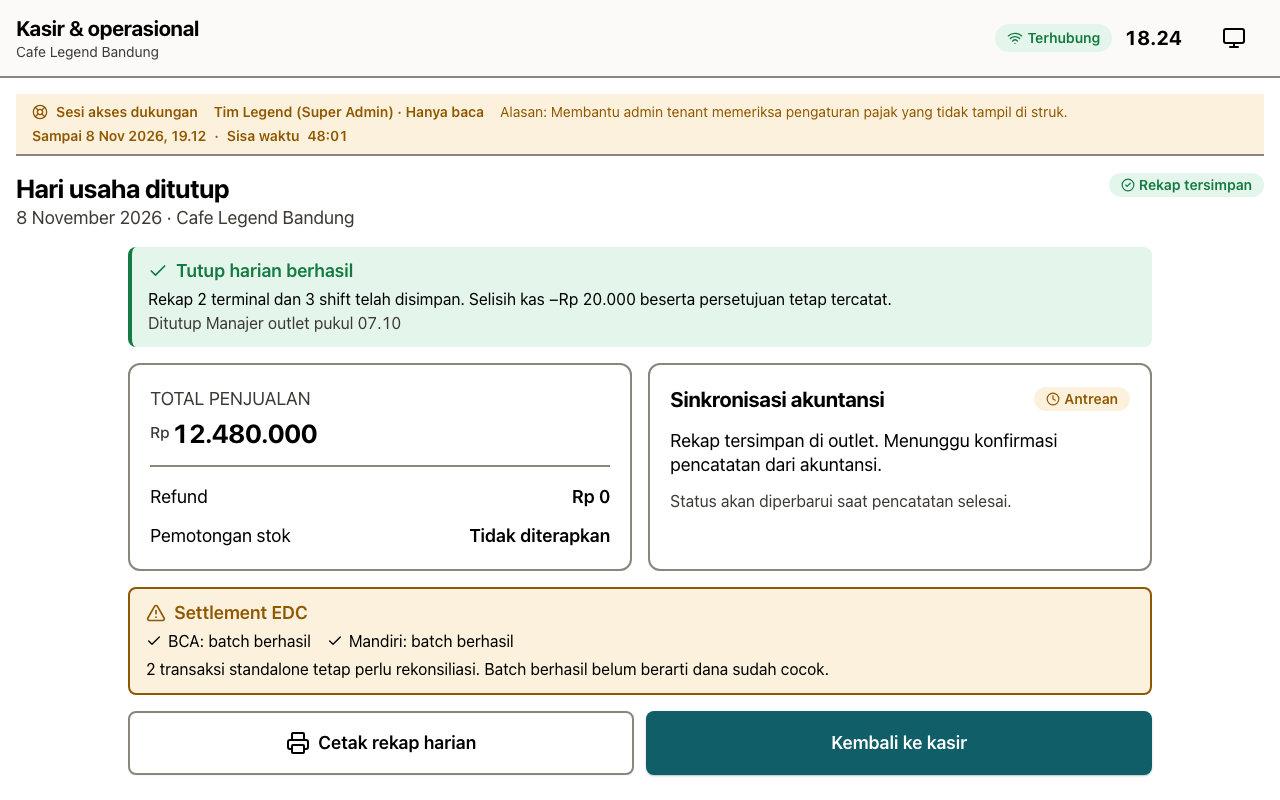 Kasir & operasional
Cafe Legend Bandung
Terhubung
18.24
Sesi akses dukungan Tim Legend (Super Admin) · Hanya baca Alasan: Membantu admin tenant memeriksa pengaturan pajak yang tidak tampil di struk.
Sampai 8 Nov 2026, 19.12 · Sisa waktu 48:01
Hari usaha ditutup
Rekap tersimpan
8 November 2026 · Cafe Legend Bandung
Tutup harian berhasil
Rekap 2 terminal dan 3 shift telah disimpan. Selisih kas –Rp 20.000 beserta persetujuan tetap tercatat.
Ditutup Manajer outlet pukul 07.10
TOTAL PENJUALAN
Rp 12.480.000
Refund Rp 0
Pemotongan stok Tidak diterapkan
Sinkronisasi akuntansi
Antrean
Rekap tersimpan di outlet. Menunggu konfirmasi
pencatatan dari akuntansi.
Status akan diperbarui saat pencatatan selesai.
Settlement EDC
BCA: batch berhasil Mandiri: batch berhasil
2 transaksi standalone tetap perlu rekonsiliasi. Batch berhasil belum berarti dana sudah cocok.
Cetak rekap harian
Kembali ke kasir